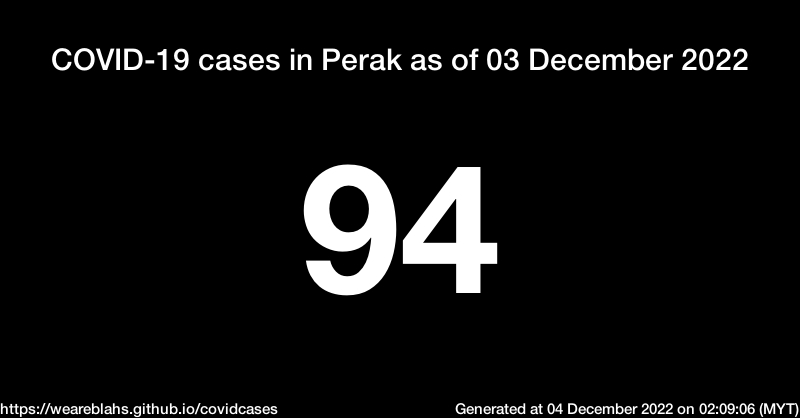 COVID-19 cases in Perak as of 03 December 2022
94
https://weareblahs.github.io/covidcases
Generated at 04 December 2022 on 02:09:06 (MYT)